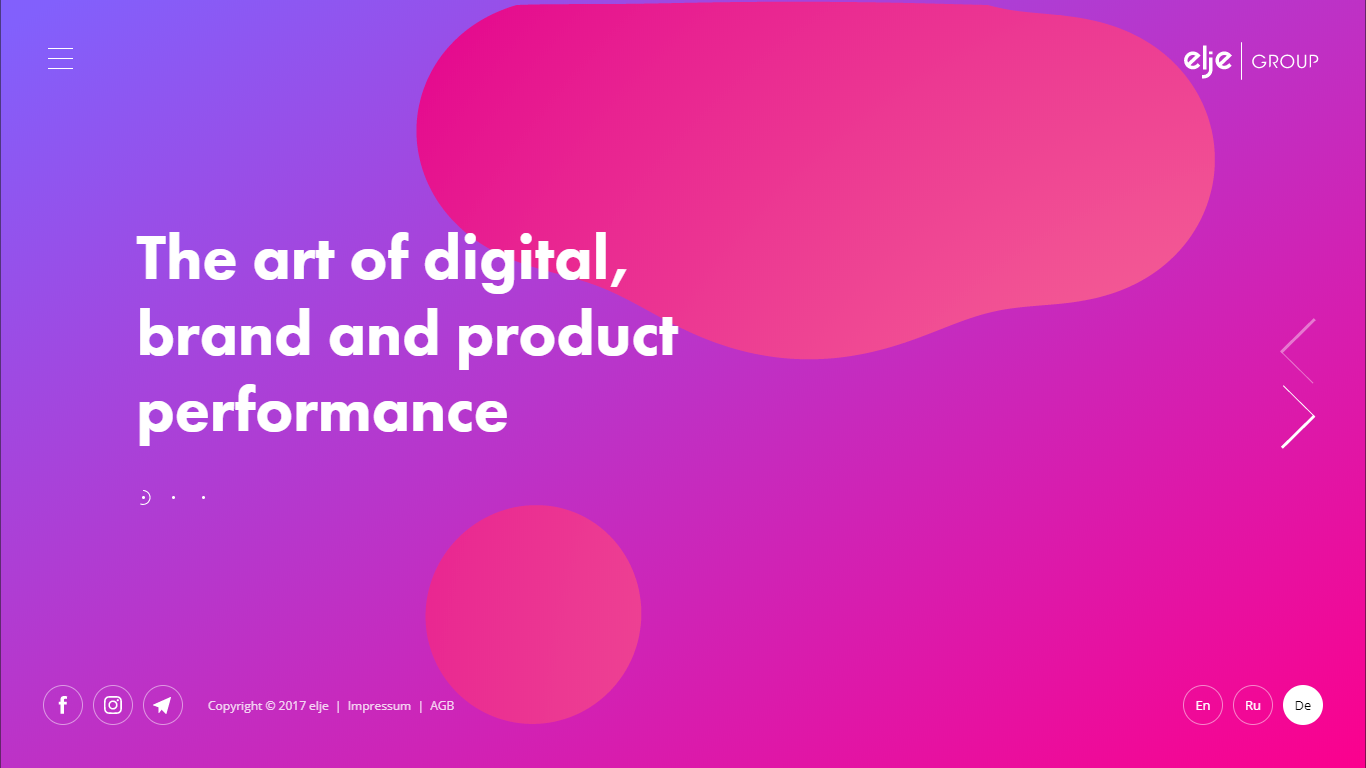 elje | GROUP
The art of digital,
brand and product
performance
Copyright © 2017 elje | Impressum | AGB
En Ru De